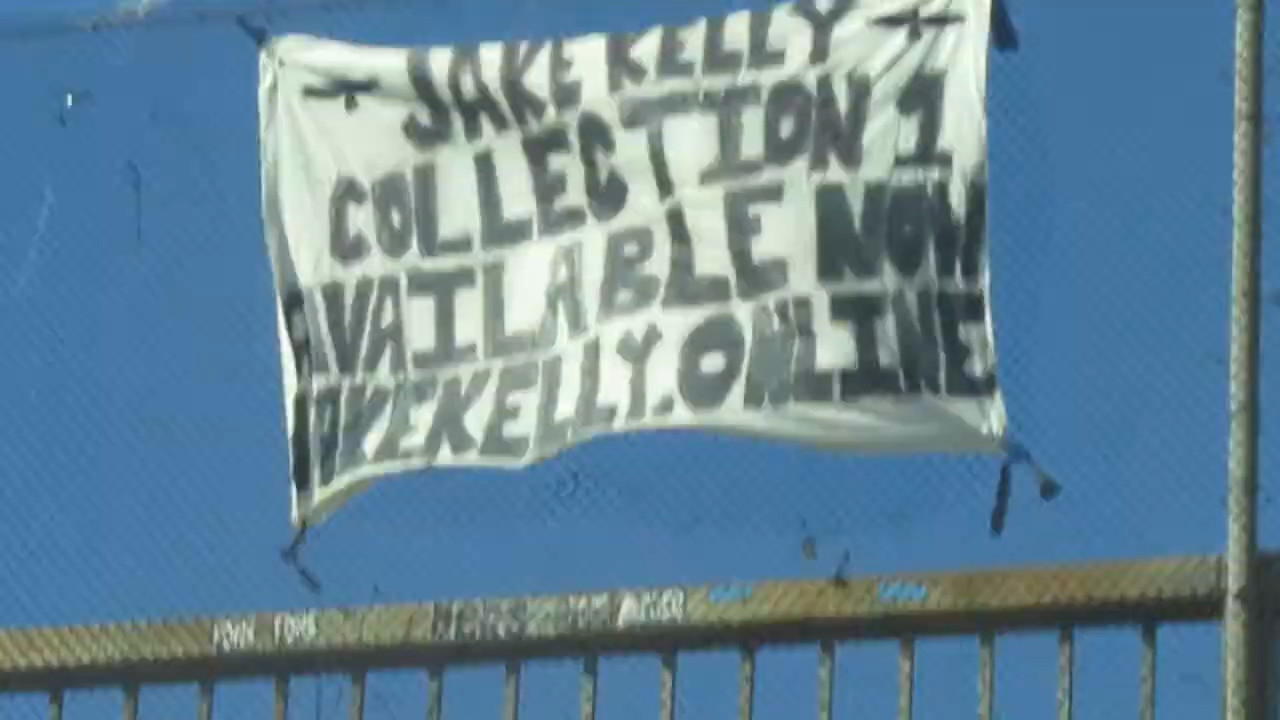 JAKE KELLY
COLLECTION 1
AVAILABLE NOW
JAKEKELLY.ONLINE